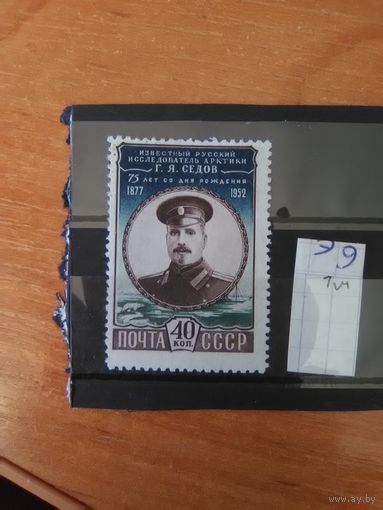 ИЗВЕСТНЫЙ РУССКИЙ
ИССЛЕДОВАТЕЛЬ АРКТИКИ
Г. Я. СЕДОВ
75 ЛЕТ СО ДНЯ РОЖДЕНИЯ
1877 1952
40
КОП.
ПОЧТА СССР
www.ay.by